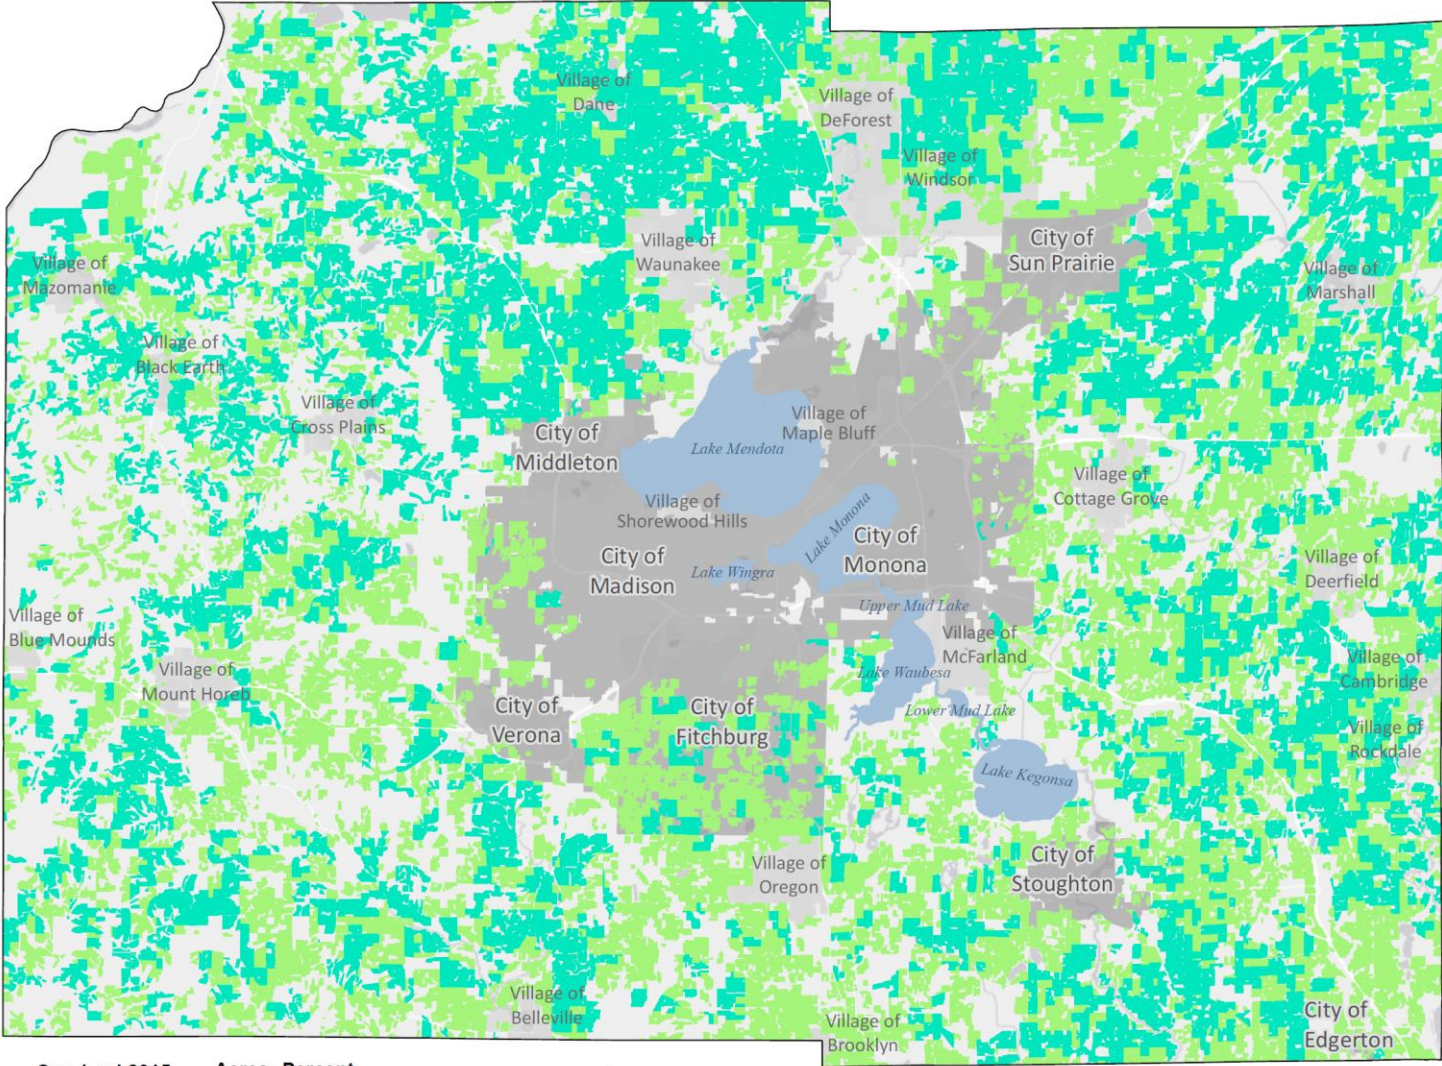 Village of
Dane
Village of
DeForest
Village of
Windsor
City of
Sun Prairie
Village of
Waunakee
Village of
Mazomanie
Village of
Marshall
Village of
Black Earth
Village of
Cross Plains
City of
Middleton
Village of
Maple Bluff
Lake Mendota
Village of
Cottage Grove
Village of
Shorewood Hills
Lake Monona
City of
Monona
City of
Madison
Lake Wingra
Village of
Deerfield
Upper Mud Lake
Village of
Blue Mounds
Village of
McFarland
Village of
Mount Horeb
Lake Waubesa
Village of
Cambridge
City of
Verona
City of
Fitchburg
Lower Mud Lake
Village of
Rockdale
Lake Kegonsa
Village of
Oregon
City of
Stoughton
Village of
Belleville
Village of
Brooklyn
City of
Edgerton